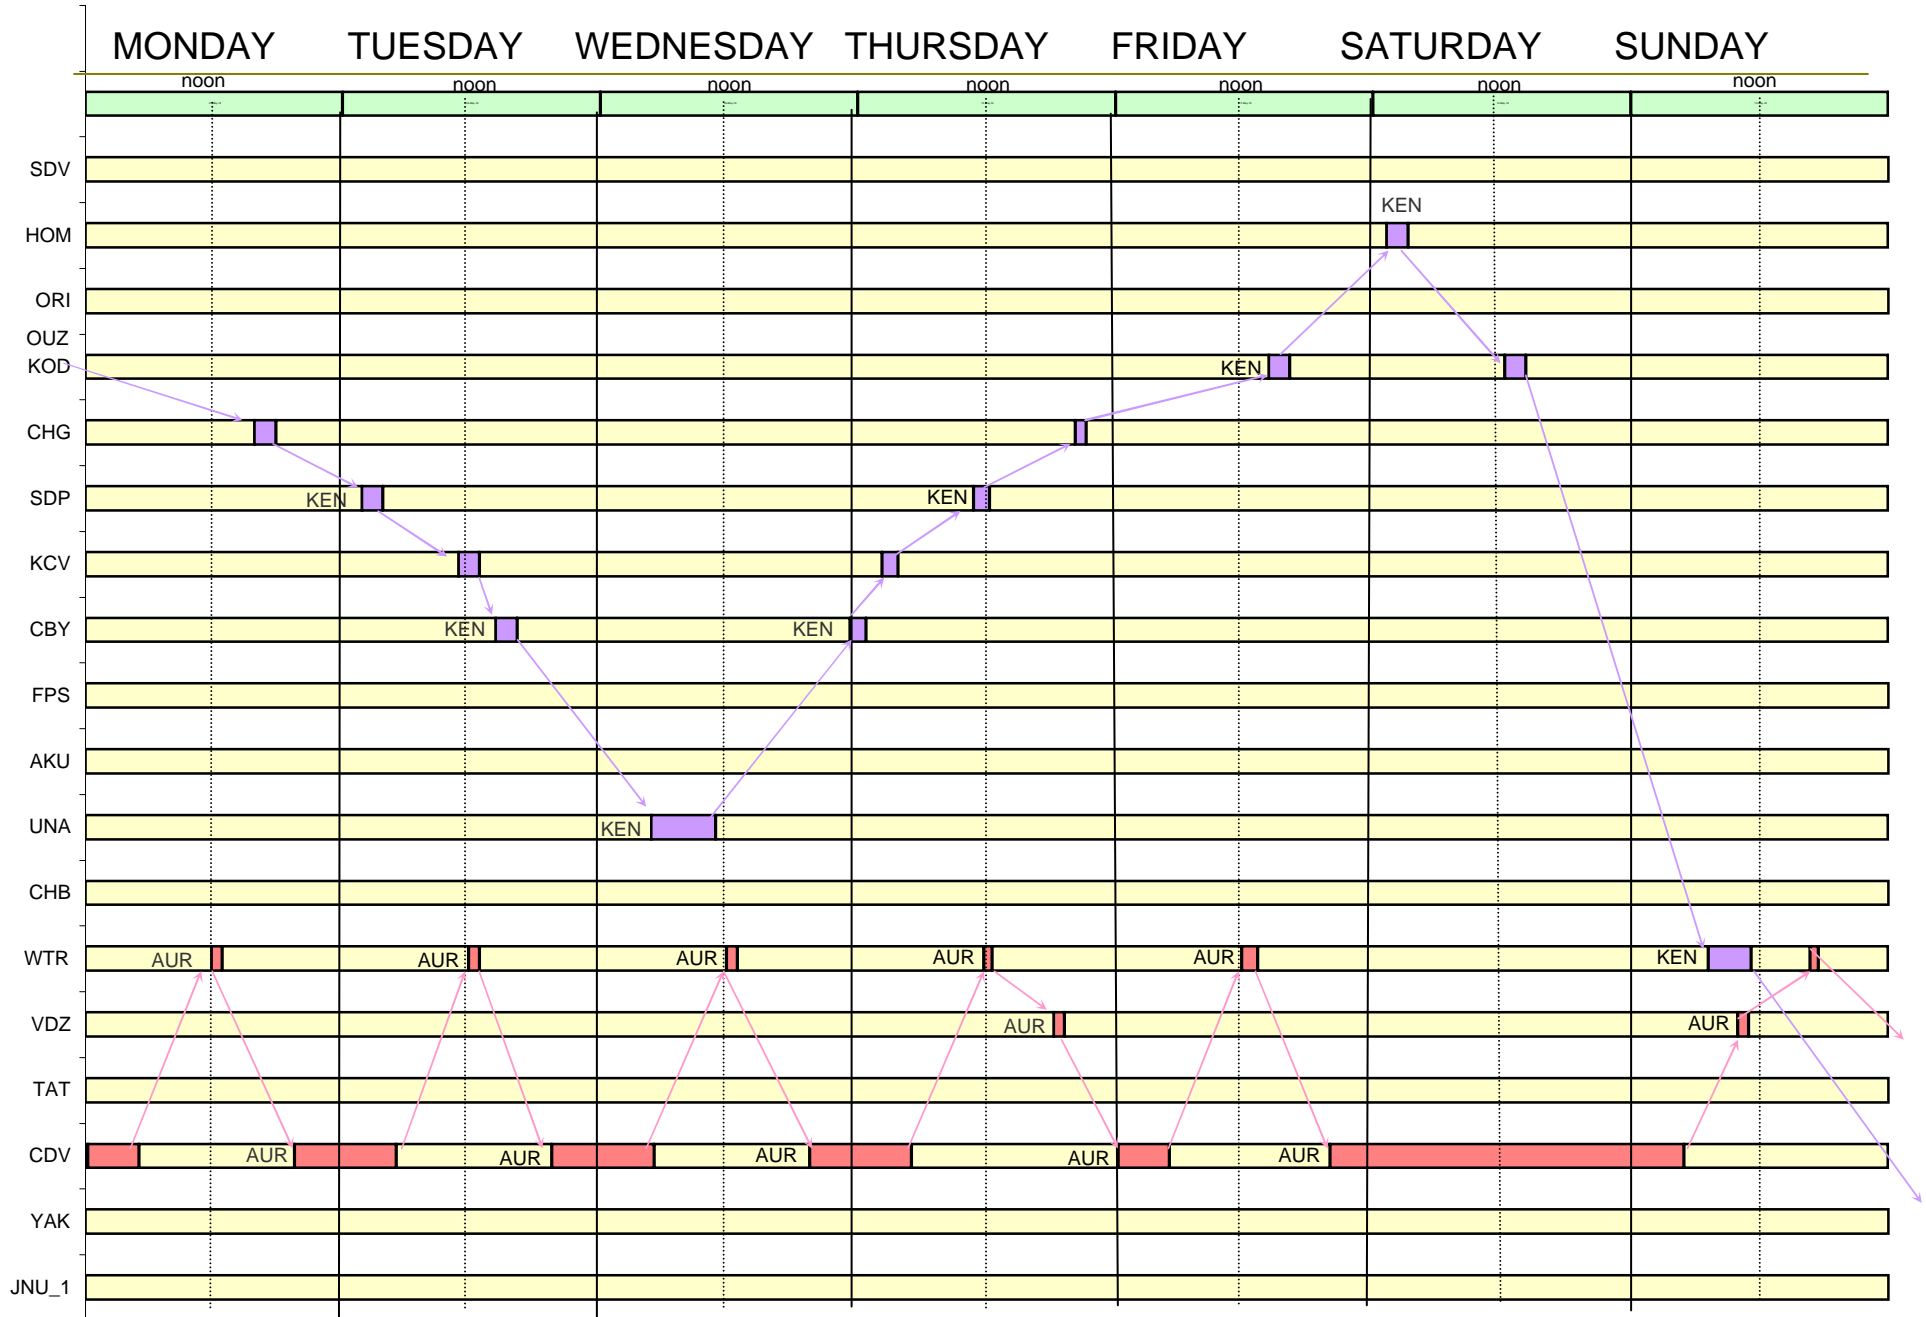 MONDAY TUESDAY WEDNESDAY THURSDAY FRIDAY SATURDAY SUNDAY
noon noon noon noon noon noon noon
SDV
KEN
HOM
ORI
OUZ
KOD KEN
CHG
SDP KEN KEN
KCV
CBY KEN KEN
FPS
AKU
UNA KEN
CHB
WTR AUR AUR AUR AUR AUR KEN
VDZ AUR AUR
TAT
CDV AUR AUR AUR AUR AUR
YAK
JNU_1